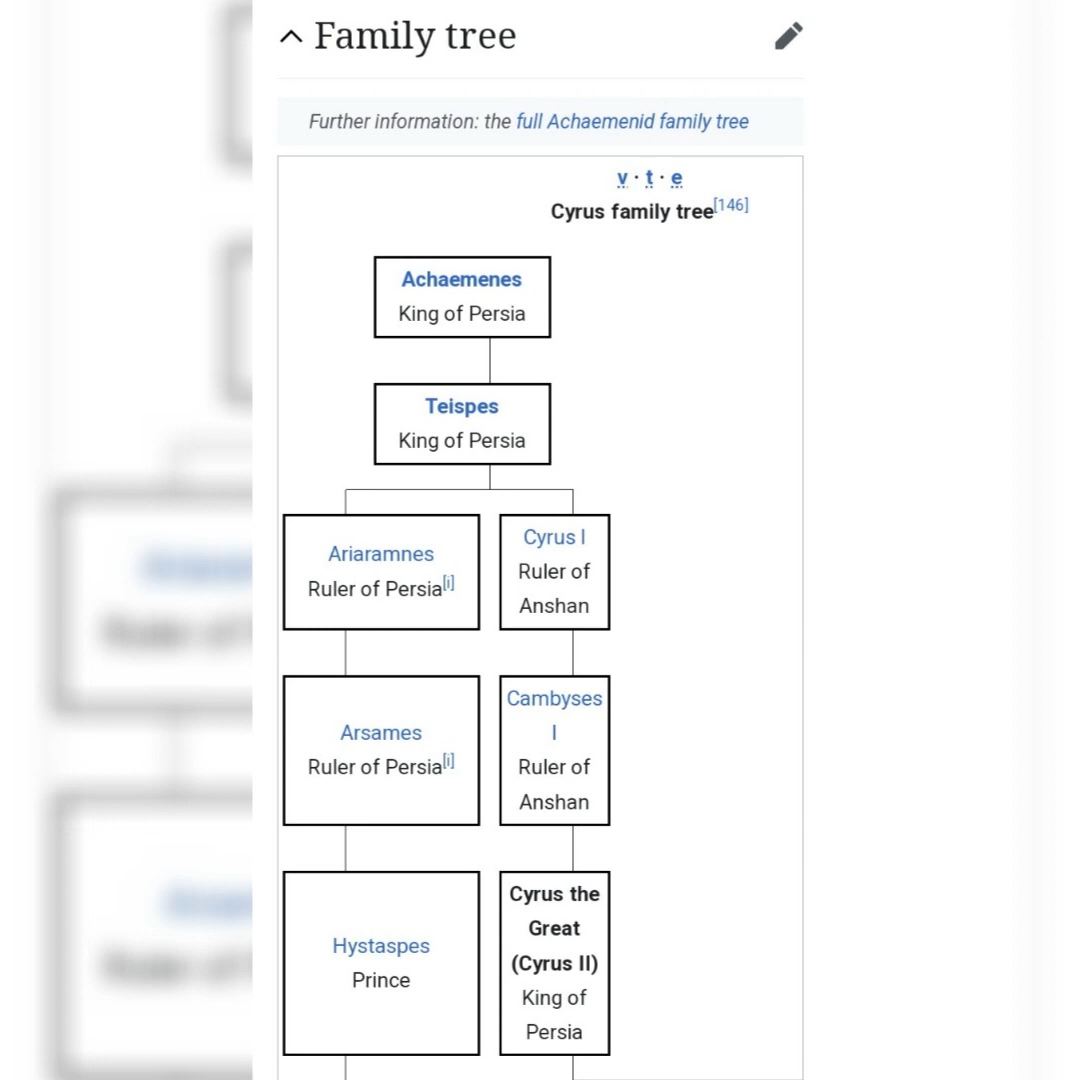 Family tree
Further information: the full Achaemenid family tree
v · t · e
Cyrus family tree[146]
Achaemenes
King of Persia
Teispes
King of Persia
Ariaramnes
Ruler of Persia[i]
Cyrus I
Ruler of
Anshan
Arsames
Ruler of Persia[i]
Cambyses
I
Ruler of
Anshan
Hystaspes
Prince
Cyrus the
Great
(Cyrus II)
King of
Persia